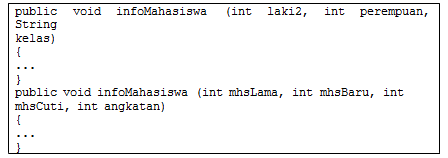 public void infoMahasiswa (int laki2, int perempuan,
String
kelas)
{
...
}
public void infoMahasiswa (int mhsLama, int mhsBaru, int
mhsCuti, int angkatan)
{
...
}